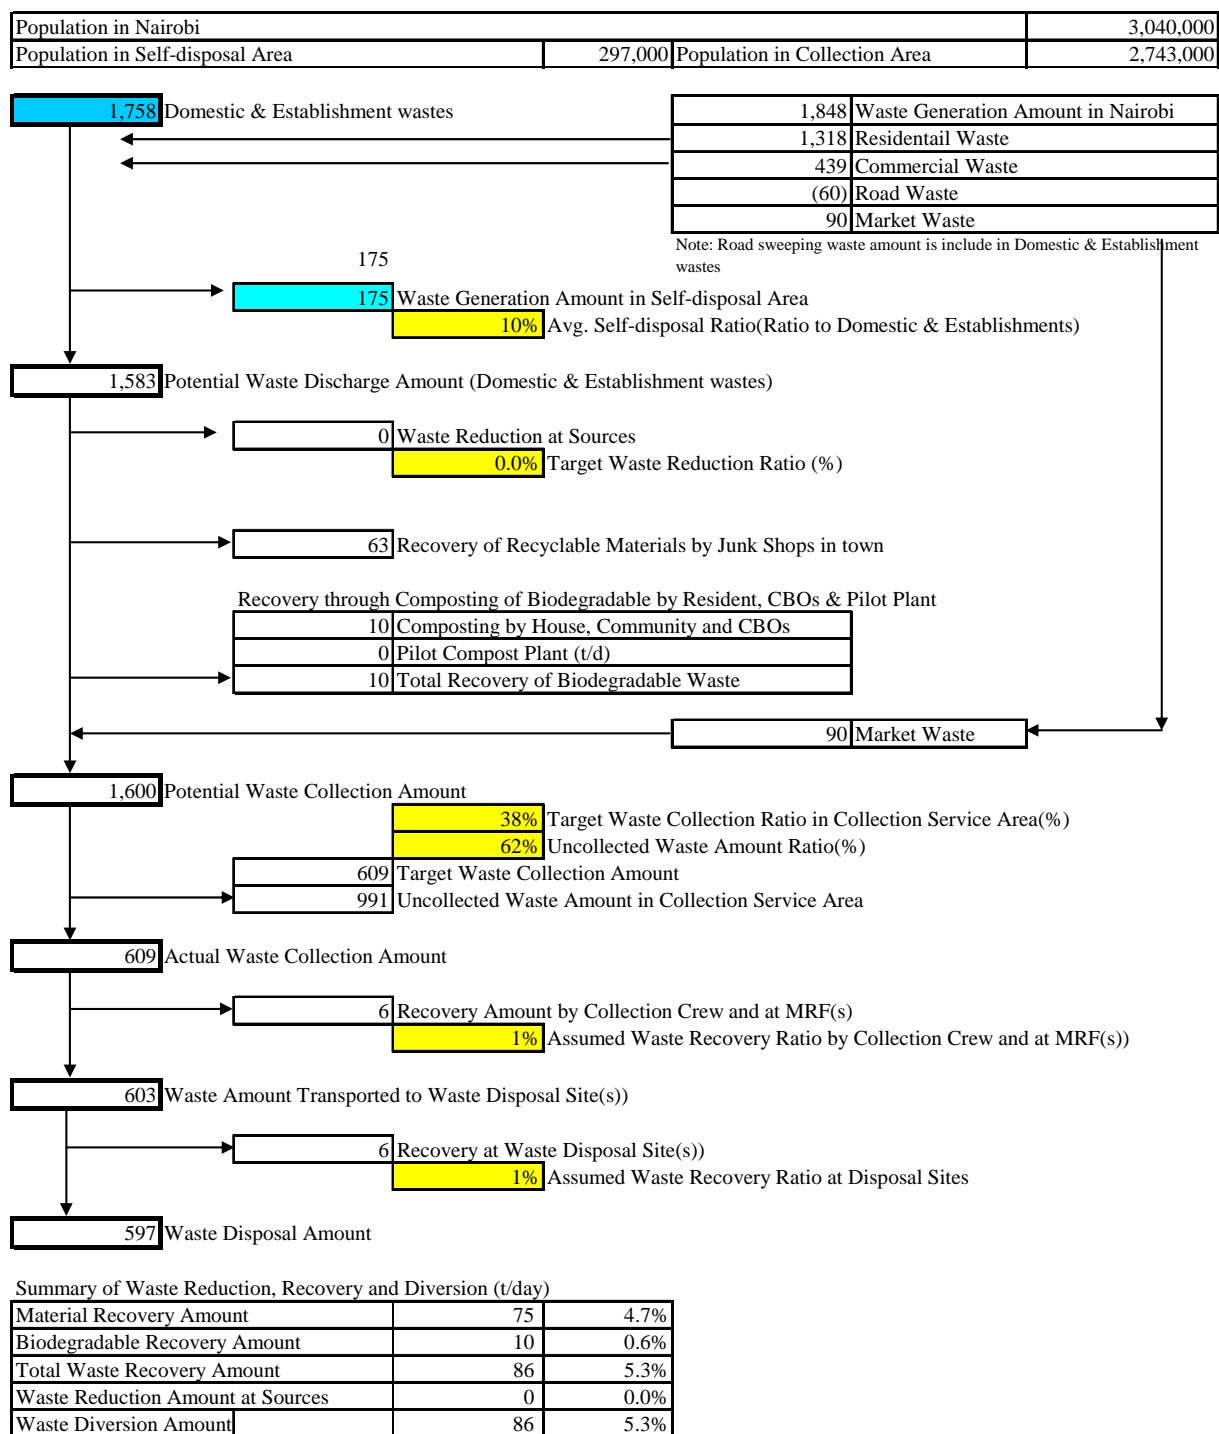 Population in Nairobi 3,040,000
Population in Self-disposal Area 297,000 Population in Collection Area 2,743,000
1,758 Domestic & Establishment wastes
1,848 Waste Generation Amount in Nairobi
1,318 Residentail Waste
439 Commercial Waste
(60) Road Waste
90 Market Waste
Note: Road sweeping waste amount is include in Domestic & Establishment
wastes
175
175 Waste Generation Amount in Self-disposal Area
10% Avg. Self-disposal Ratio(Ratio to Domestic & Establishments)
1,583 Potential Waste Discharge Amount (Domestic & Establishment wastes)
0 Waste Reduction at Sources
0.0% Target Waste Reduction Ratio (%)
63 Recovery of Recyclable Materials by Junk Shops in town
Recovery through Composting of Biodegradable by Resident, CBOs & Pilot Plant
10 Composting by House, Community and CBOs
0 Pilot Compost Plant (t/d)
10 Total Recovery of Biodegradable Waste
90 Market Waste
1,600 Potential Waste Collection Amount
38% Target Waste Collection Ratio in Collection Service Area(%)
62% Uncollected Waste Amount Ratio(%)
609 Target Waste Collection Amount
991 Uncollected Waste Amount in Collection Service Area
609 Actual Waste Collection Amount
6 Recovery Amount by Collection Crew and at MRF(s)
1% Assumed Waste Recovery Ratio by Collection Crew and at MRF(s))
603 Waste Amount Transported to Waste Disposal Site(s))
6 Recovery at Waste Disposal Site(s))
1% Assumed Waste Recovery Ratio at Disposal Sites
597 Waste Disposal Amount
Summary of Waste Reduction, Recovery and Diversion (t/day)
Material Recovery Amount 75 4.7%
Biodegradable Recovery Amount 10 0.6%
Total Waste Recovery Amount 86 5.3%
Waste Reduction Amount at Sources 0 0.0%
Waste Diversion Amount 86 5.3%